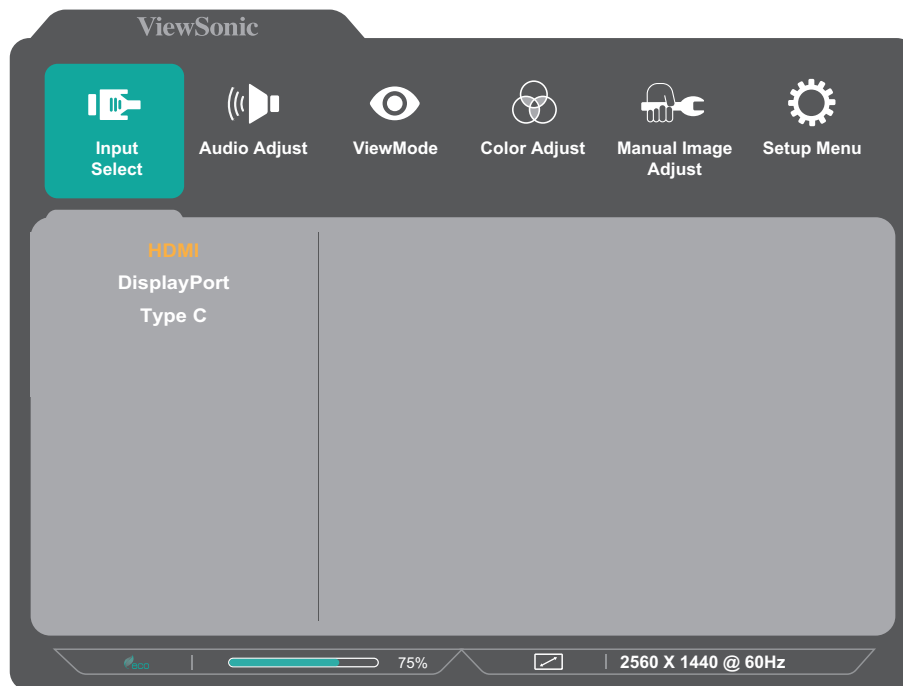 ViewSonic
Input
Select
Audio Adjust
ViewMode
Color Adjust
Manual Image
Adjust
Setup Menu
HDMI
DisplayPort
Type C
ECO
75%
2560 X 1440 @ 60Hz